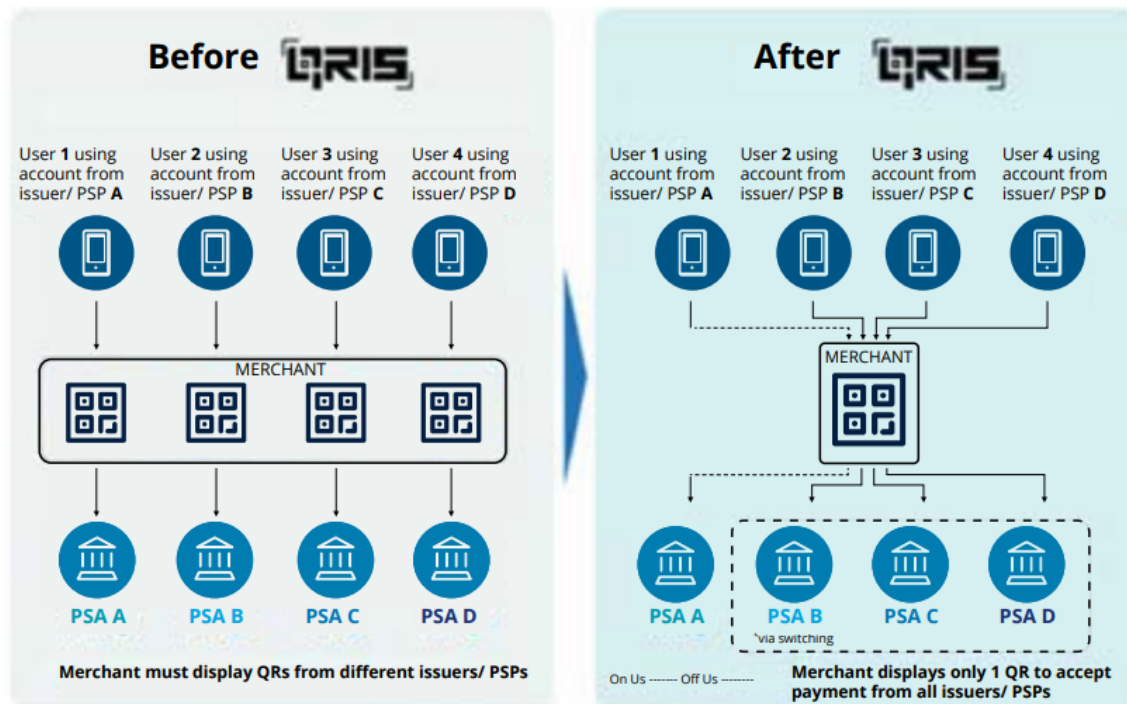 Before QRIS
User 1 using
account from
issuer/ PSP A
User 2 using
account from
issuer/ PSP B
User 3 using
account from
issuer/ PSP C
User 4 using
account from
issuer/ PSP D
MERCHANT
PSA A
PSA B
PSA C
PSA D
Merchant must display QRs from different issuers/ PSPs
After QRIS
User 1 using
account from
issuer/ PSP A
User 2 using
account from
issuer/ PSP B
User 3 using
account from
issuer/ PSP C
User 4 using
account from
issuer/ PSP D
MERCHANT
PSA A
PSA B
PSA C
PSA D
*via switching
On Us ------- Off Us --------
Merchant displays only 1 QR to accept
payment from all issuers/ PSPs